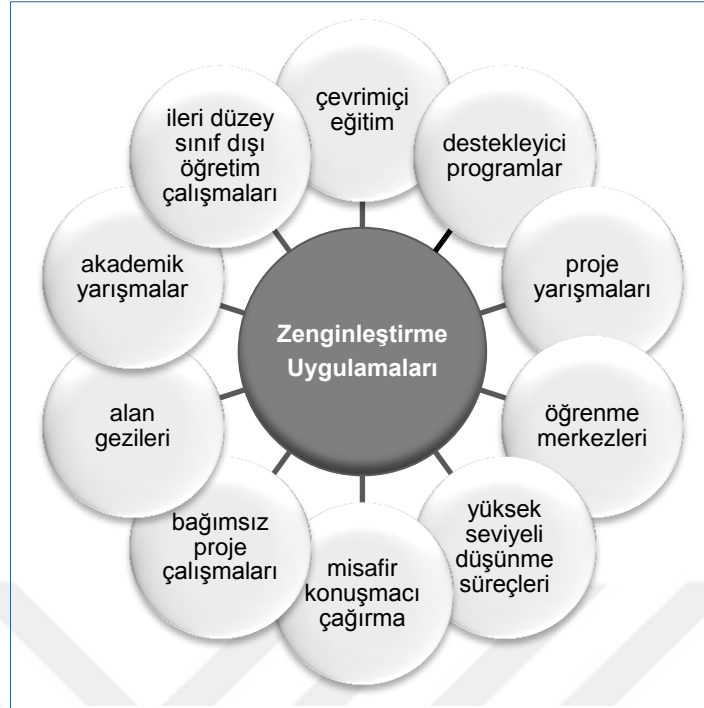 çevrimiçi
eğitim
destekleyici
programlar
proje
yarışmaları
öğrenme
merkezleri
yüksek
seviyeli
düşünme
süreçleri
misafir
konuşmacı
çağırma
bağımsız
proje
çalışmaları
alan
gezileri
akademik
yarışmalar
ileri düzey
sınıf dışı
öğretim
çalışmaları
Zenginleştirme
Uygulamaları